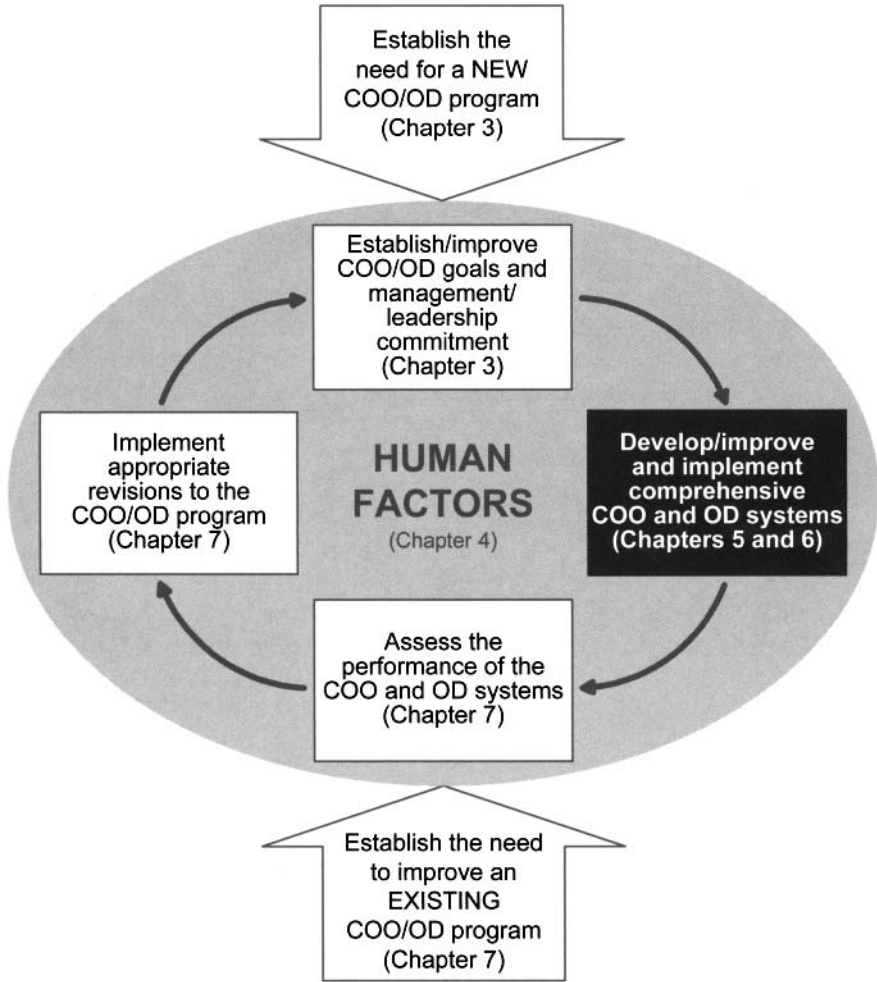 Establish the
need for a NEW
COO/OD program
(Chapter 3)
Establish/improve
COO/OD goals and
management/
leadership
commitment
(Chapter 3)
Implement
appropriate
revisions to the
COO/OD program
(Chapter 7)
HUMAN
FACTORS
(Chapter 4)
Develop/improve
and implement
comprehensive
COO and OD systems
(Chapters 5 and 6)
Assess the
performance of the
COO and OD systems
(Chapter 7)
Establish the need
to improve an
EXISTING
COO/OD program
(Chapter 7)